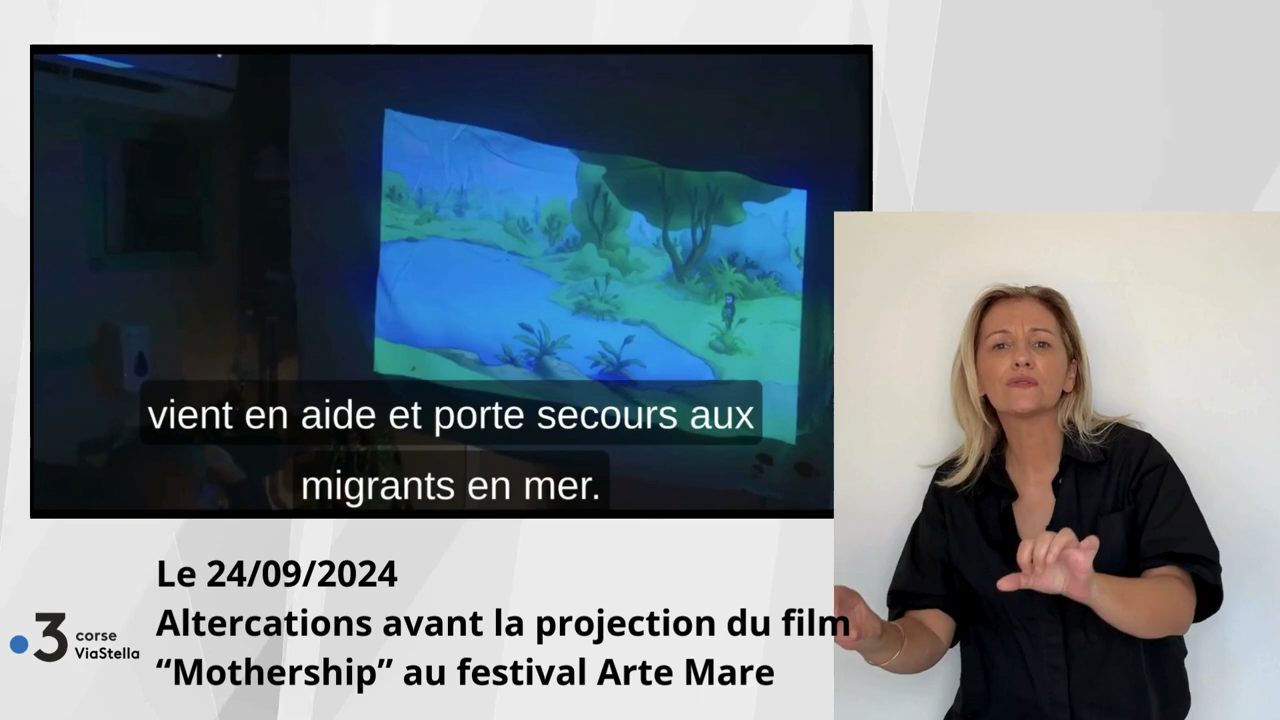 vient en aide et porte secours aux
migrants en mer.
Le 24/09/2024
Altercations avant la projection du film
“Mothership” au festival Arte Mare
3 corse
ViaStella